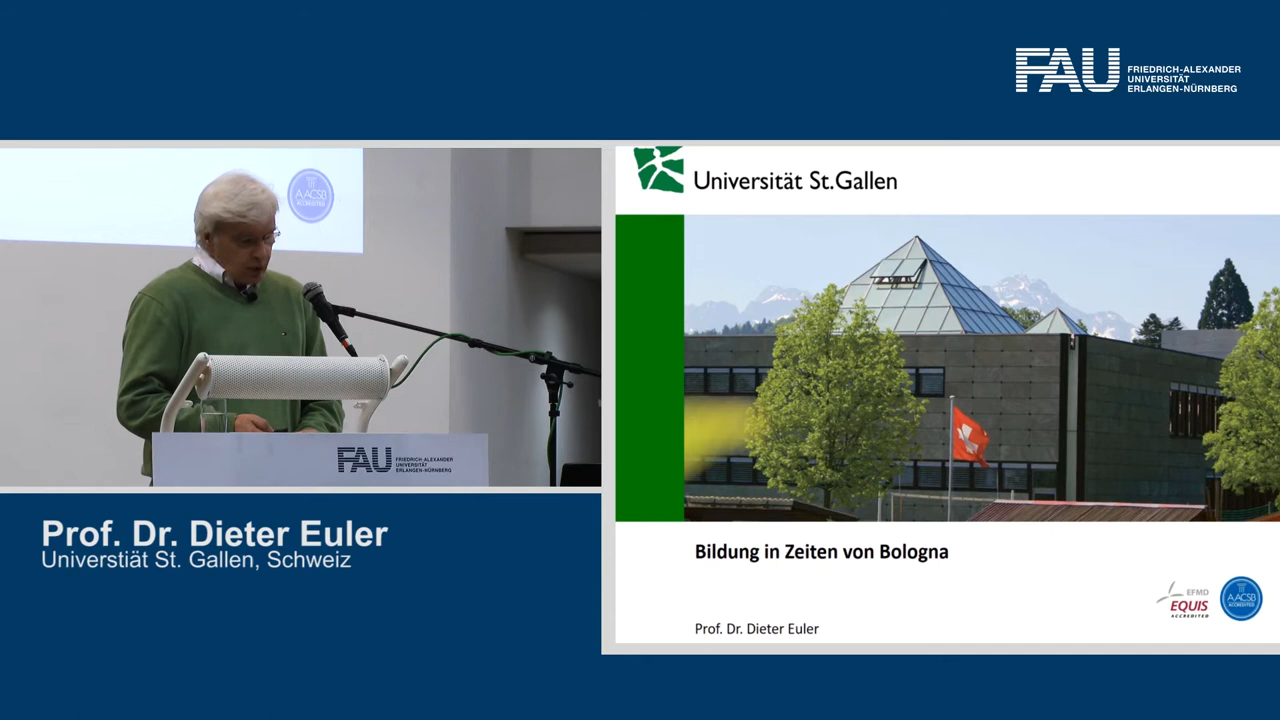 FAU
FRIEDRICH-ALEXANDER
UNIVERSITÄT
ERLANGEN-NÜRNBERG
AACSB
ACCREDITED
FAU
FRIEDRICH-ALEXANDER
UNIVERSITÄT
ERLANGEN-NÜRNBERG
Prof. Dr. Dieter Euler
Universtiät St. Gallen, Schweiz
Universität St.Gallen
Bildung in Zeiten von Bologna
EFMD
EQUIS
ACCREDITED
AACSB
ACCREDITED
Prof. Dr. Dieter Euler